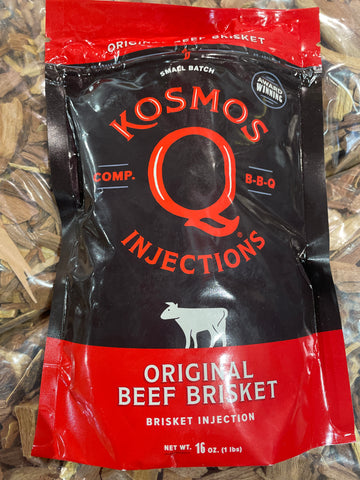 ORIGINAL BEEF BRISKET
SMALL BATCH
AWARD
WINNING
KOSMOS
COMP. Q B-B-Q
INJECTIONS®
ORIGINAL
BEEF BRISKET
BRISKET INJECTION
NET WT. 16 OZ. (1 lbs)